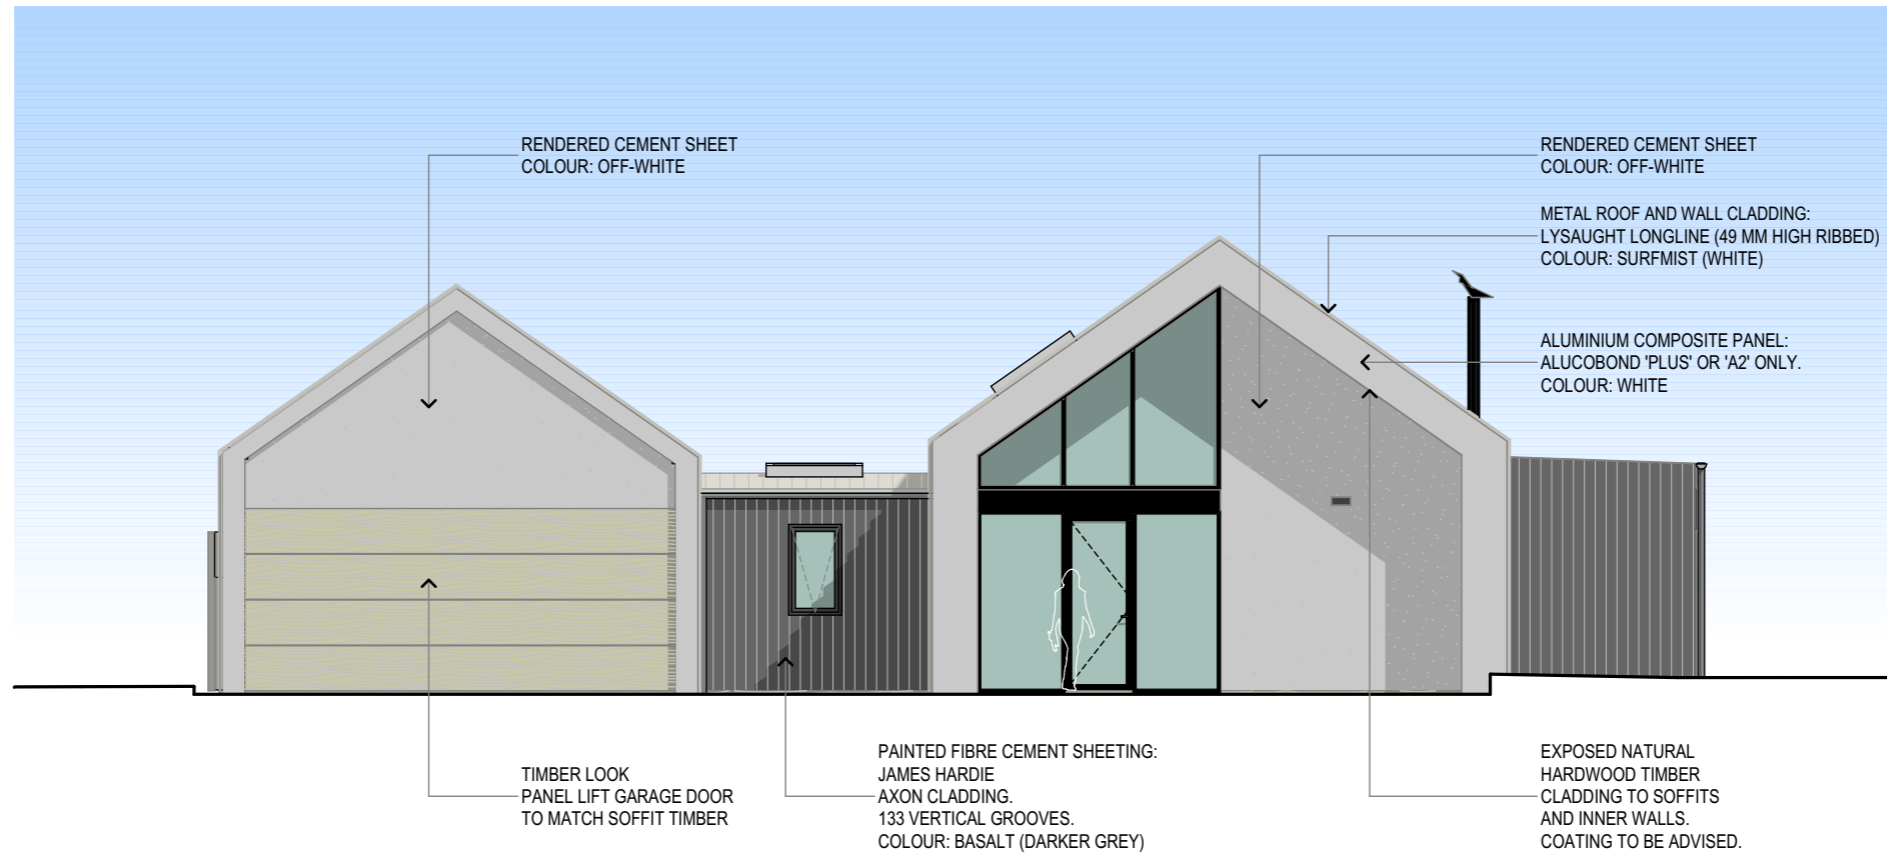 RENDERED CEMENT SHEET
COLOUR: OFF-WHITE
RENDERED CEMENT SHEET
COLOUR: OFF-WHITE
METAL ROOF AND WALL CLADDING:
LYSAUGHT LONGLINE (49 MM HIGH RIBBED)
COLOUR: SURFMIST (WHITE)
ALUMINIUM COMPOSITE PANEL:
ALUCOBOND 'PLUS' OR 'A2' ONLY.
COLOUR: WHITE
TIMBER LOOK
PANEL LIFT GARAGE DOOR
TO MATCH SOFFIT TIMBER
PAINTED FIBRE CEMENT SHEETING:
JAMES HARDIE
AXON CLADDING.
133 VERTICAL GROOVES.
COLOUR: BASALT (DARKER GREY)
EXPOSED NATURAL
HARDWOOD TIMBER
CLADDING TO SOFFITS
AND INNER WALLS.
COATING TO BE ADVISED.